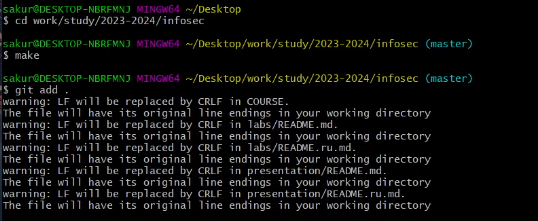 sakur@DESKTOP-NBRFMNJ MINGW64 ~/Desktop
$ cd work/study/2023-2024/infosec
sakur@DESKTOP-NBRFMNJ MINGW64 ~/Desktop/work/study/2023-2024/infosec (master)
$ make
sakur@DESKTOP-NBRFMNJ MINGW64 ~/Desktop/work/study/2023-2024/infosec (master)
$ git add .
warning: LF will be replaced by CRLF in COURSE.
The file will have its original line endings in your working directory
warning: LF will be replaced by CRLF in labs/README.md.
The file will have its original line endings in your working directory
warning: LF will be replaced by CRLF in labs/README.ru.md.
The file will have its original line endings in your working directory
warning: LF will be replaced by CRLF in presentation/README.md.
The file will have its original line endings in your working directory
warning: LF will be replaced by CRLF in presentation/README.ru.md.
The file will have its original line endings in your working directory